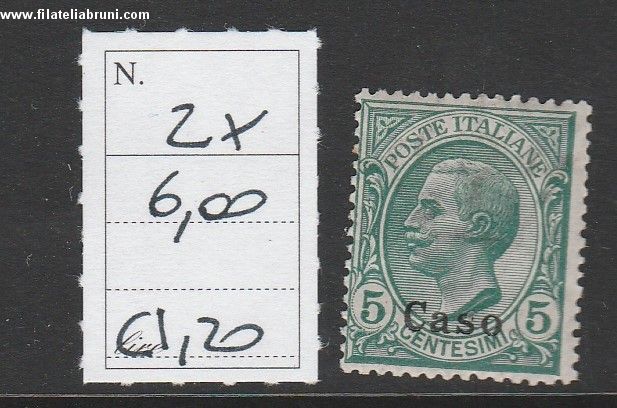 www.filateliabruni.com
N.
2x
6,00
€1,20
POSTE ITALIANE
5 Caso 5
CENTESIMI